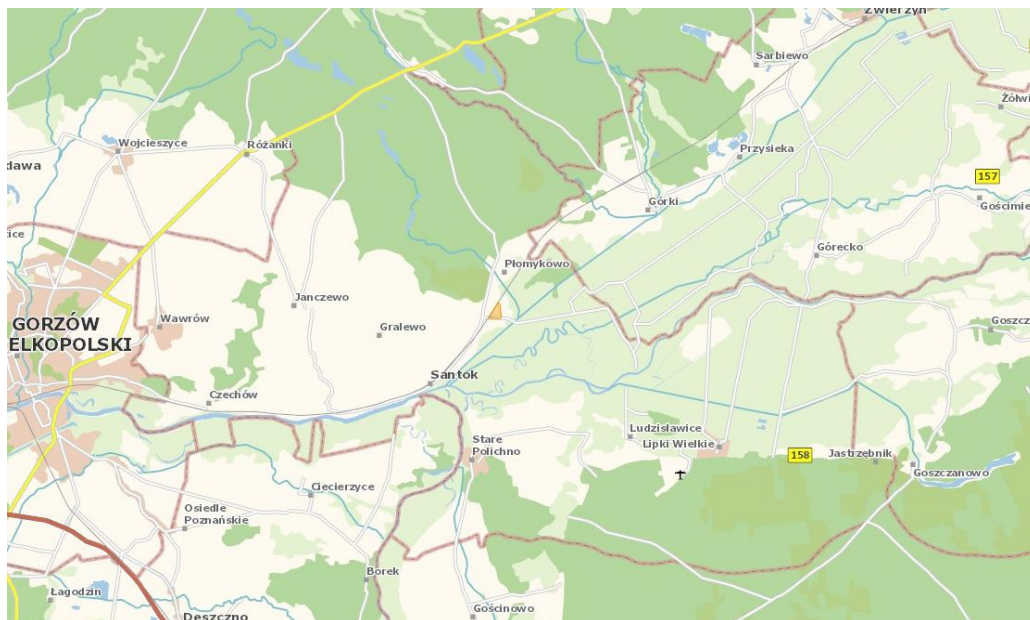 Zwierzyn
Sarbiewo
Żółwi
Wojcieszyce
Różanki
Przysieka
dawa
157
Gościmie
Górki
ice
Górecko
Płomykowo
Janczewo
GORZÓW
ELKOPOLSKI
Wawrów
Gralewo
Goszcz
Santok
Czechów
Ludzisławice
Stare
Polichno
Lipki Wielkie
158
Jastrzębnik
Goszczanowo
Ciecierzyce
Osiedle
Poznańskie
Borek
Łagodzin
Gościnowo
Deszczno